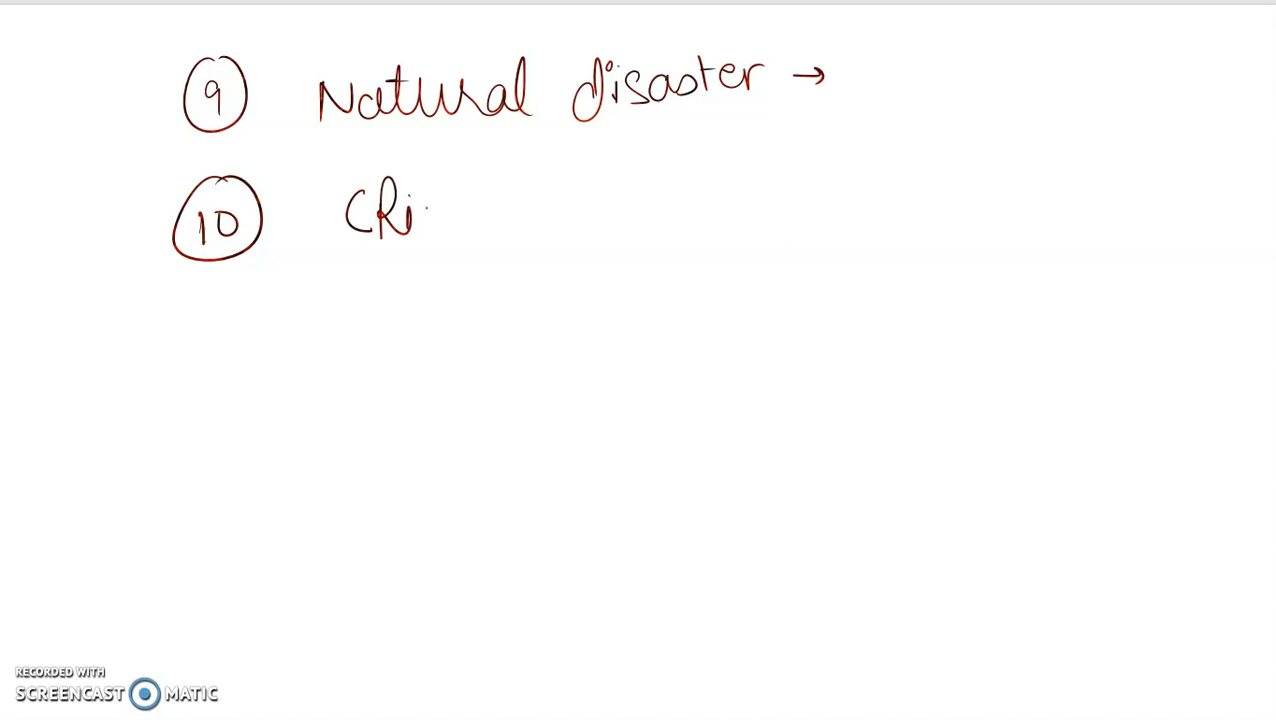 9 Natural disaster →
10 CRi
RECORDED WITH
SCREENCAST MATIC